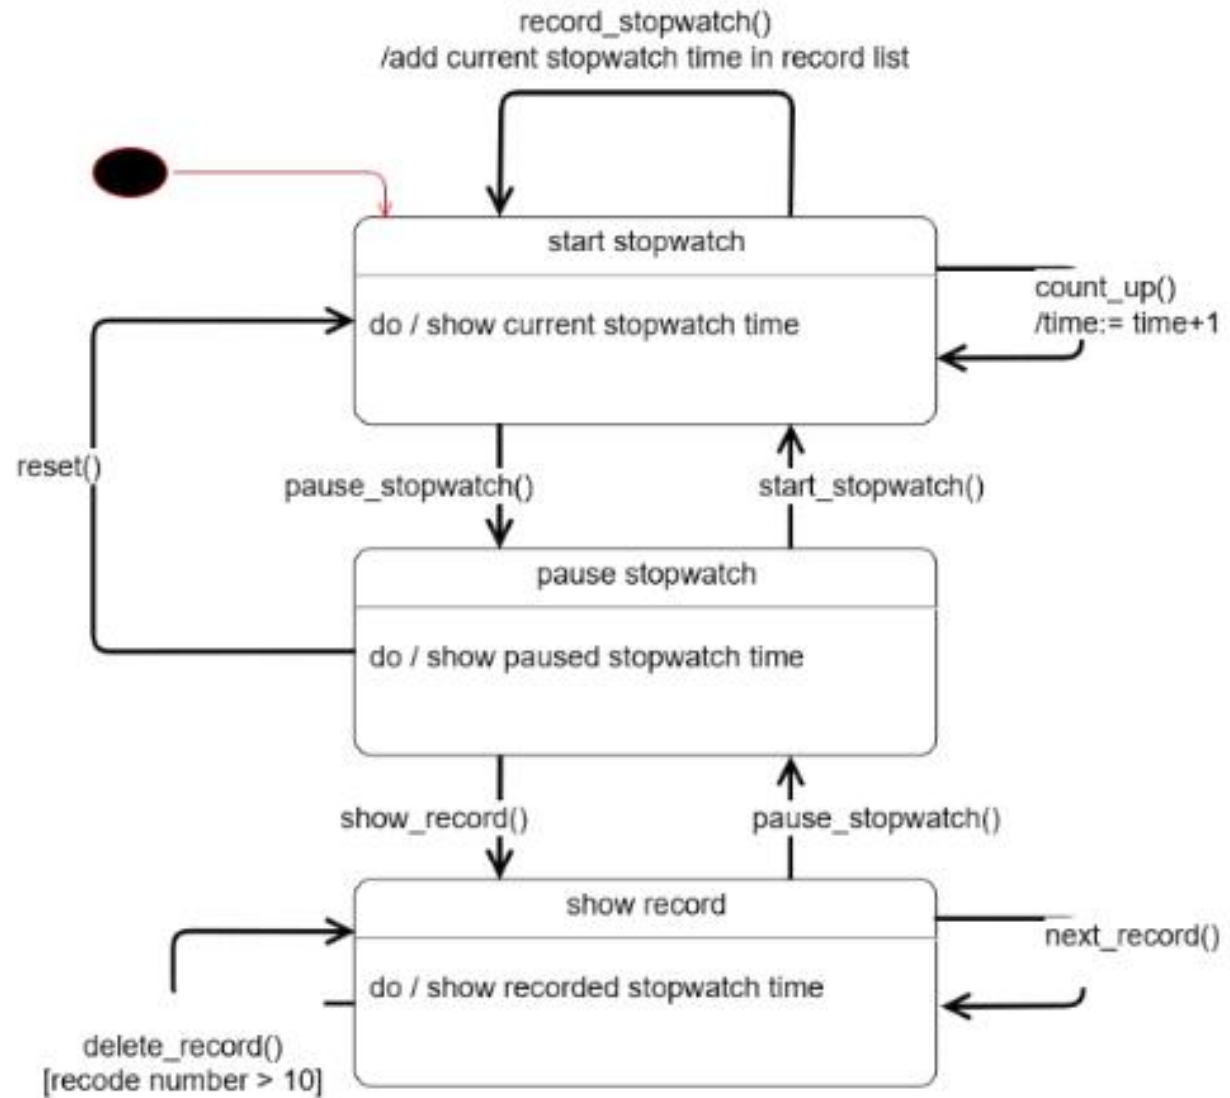 record_stopwatch()
/add current stopwatch time in record list
start stopwatch
count_up()
/time:= time+1
do / show current stopwatch time
reset()
pause_stopwatch()
start_stopwatch()
pause stopwatch
do / show paused stopwatch time
show_record()
pause_stopwatch()
show record
next_record()
do / show recorded stopwatch time
delete_record()
[recode number > 10]